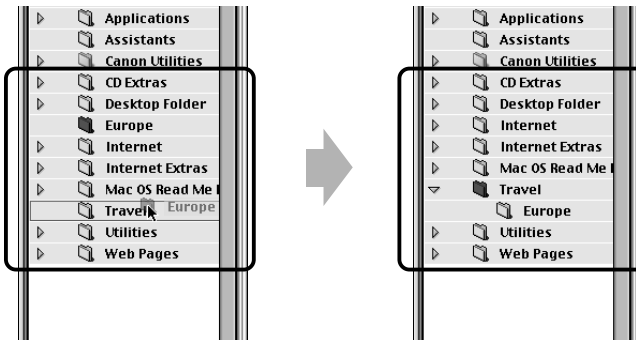 Applications
Assistants
Canon Utilities
CD Extras
Desktop Folder
Europe
Internet
Internet Extras
Mac OS Read Me
Travel Europe
Utilities
Web Pages
Applications
Assistants
Canon Utilities
CD Extras
Desktop Folder
Internet
Internet Extras
Mac OS Read Me
Travel
Europe
Utilities
Web Pages